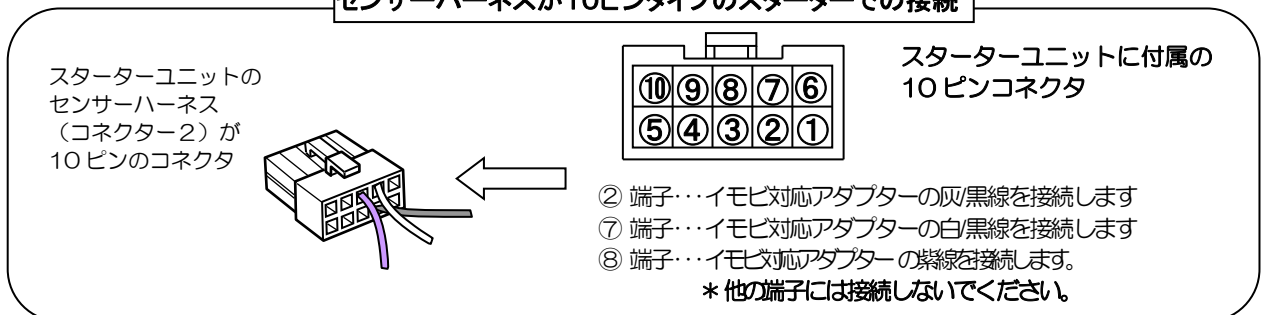 センサーハーネスが10ピンタイプのスターターでの接続
スターターユニットの
センサーハーネス
（コネクター２）が
10ピンのコネクタ
⑩⑨⑧⑦⑥
⑤④③②①
スターターユニットに付属の
10ピンコネクタ
② 端子･･･イモビ対応アダプターの灰/黒線を接続します
⑦ 端子･･･イモビ対応アダプターの白/黒線を接続します
⑧ 端子･･･イモビ対応アダプター の紫線を接続します。
＊他の端子には接続しないでください。